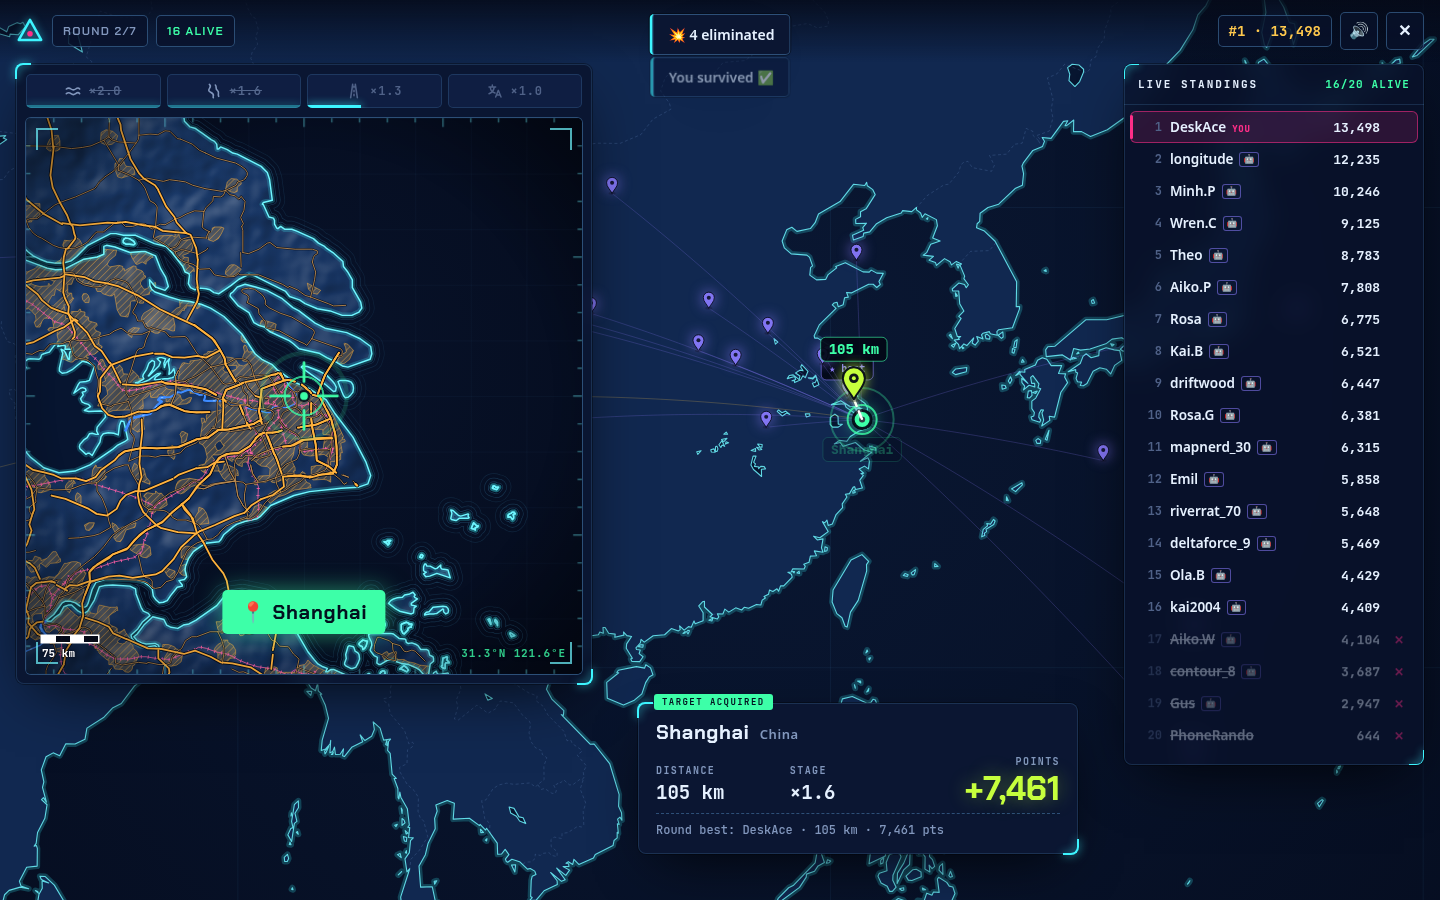 ROUND 2/7
16 ALIVE
💥 4 eliminated
You survived ✅
#1 · 13,498
×2.0
×1.6
×1.3
×1.0
Shanghai
75 km
31.3°N 121.6°E
105 km
Shanghai
LIVE STANDINGS
16/20 ALIVE
1 DeskAce YOU 13,498
2 longitude 12,235
3 Minh.P 10,246
4 Wren.C 9,125
5 Theo 8,783
6 Aiko.P 7,808
7 Rosa 6,775
8 Kai.B 6,521
9 driftwood 6,447
10 Rosa.G 6,381
11 mapnerd_30 6,315
12 Emil 5,858
13 riverrat_70 5,648
14 deltaforce_9 5,469
15 Ola.B 4,429
16 kai2004 4,409
17 Aiko.W 4,104 ×
18 contour_8 3,687 ×
19 Gus 2,947 ×
20 PhoneRando 644 ×
TARGET ACQUIRED
Shanghai China
DISTANCE
105 km
STAGE
×1.6
POINTS
+7,461
Round best: DeskAce · 105 km · 7,461 pts